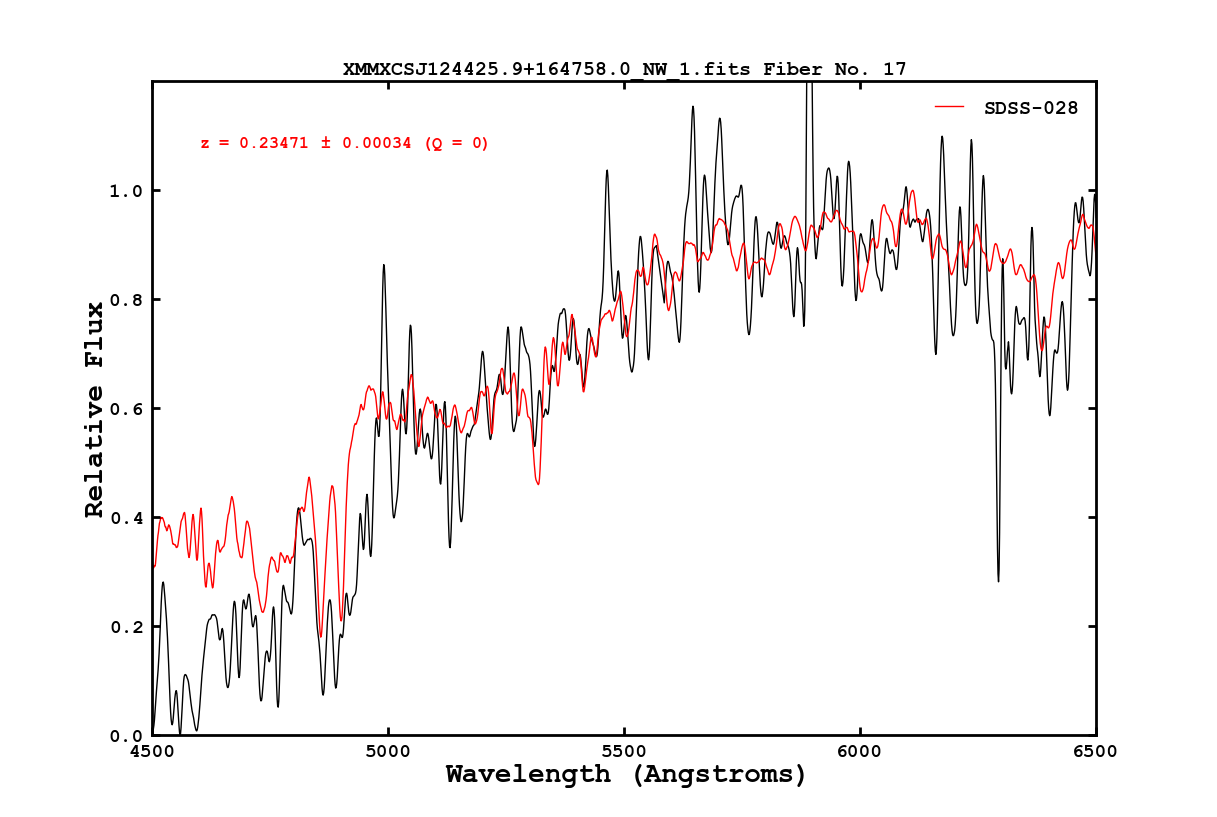 XMMXCSJ124425.9+164758.0_NW_1.fits Fiber No. 17
SDSS-028
z = 0.23471 ± 0.00034 (Q = 0)
1.0
0.8
0.6
0.4
0.2
0.0
Relative Flux
4500 5000 5500 6000 6500
Wavelength (Angstroms)